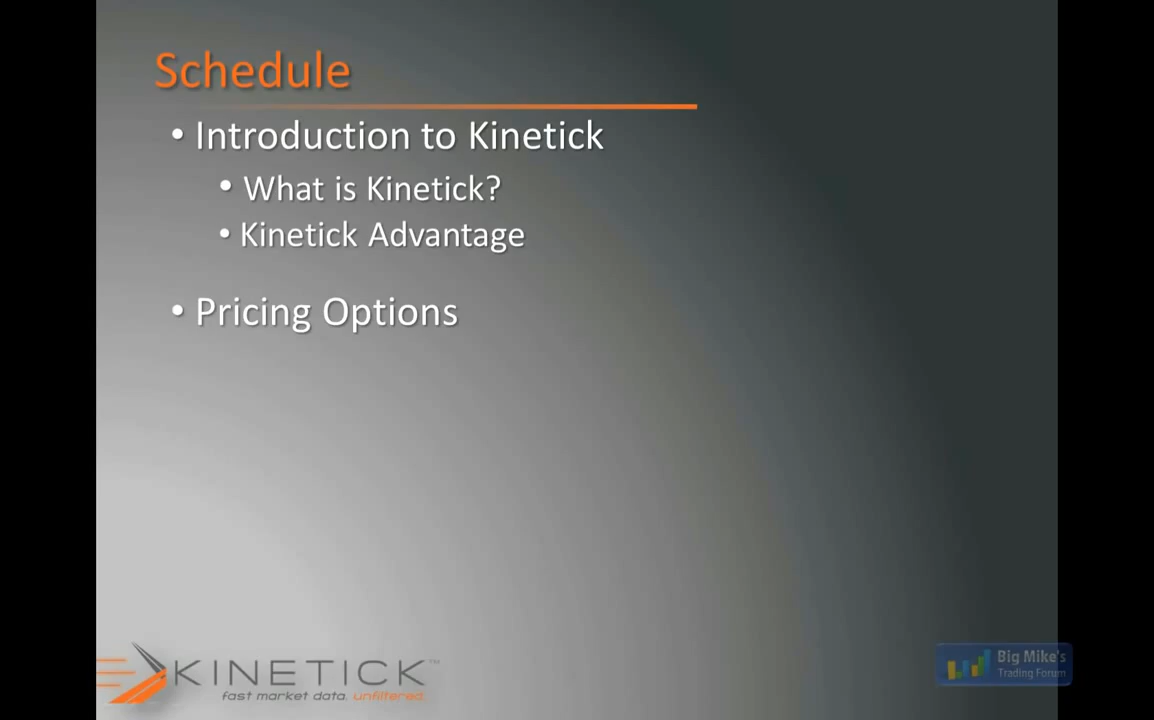 Schedule
• Introduction to Kinetick
• What is Kinetick?
• Kinetick Advantage
• Pricing Options
KINETICK™
fast market data. unfiltered.
Big Mike's
Trading Forum